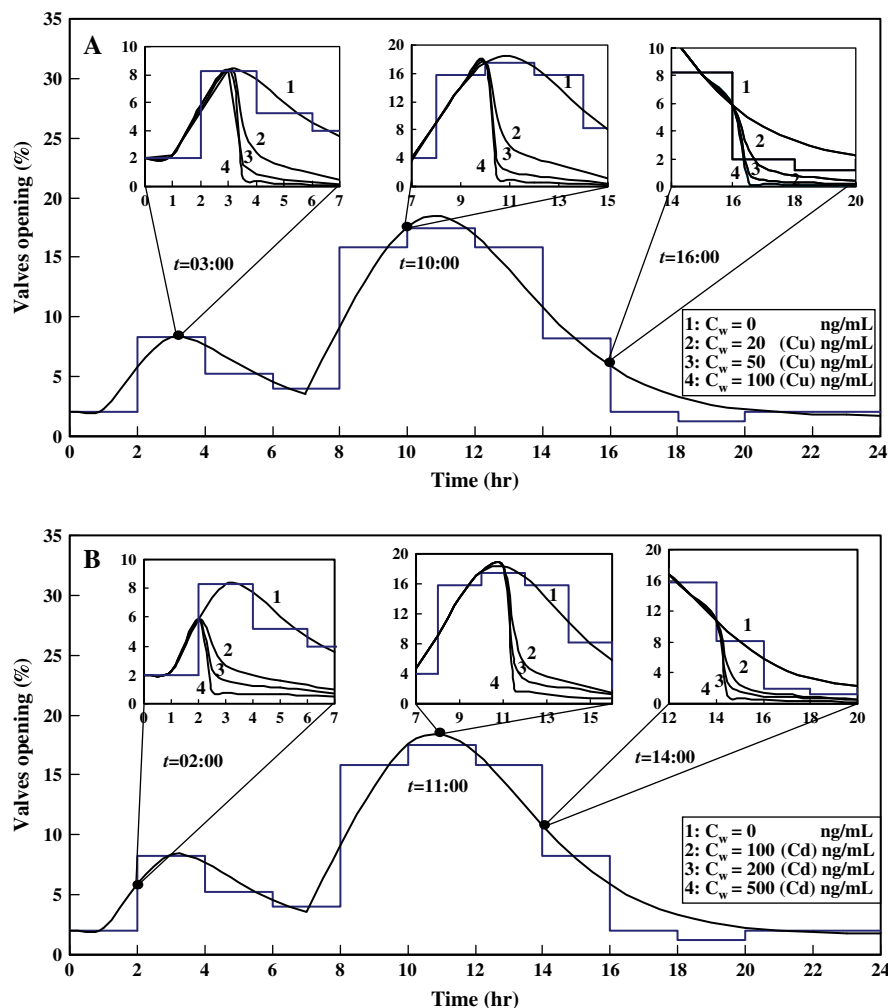 A
Valves opening (%)
35
30
25
20
15
10
5
0
10
8
6
4
2
0
0 1 2 3 4 5 6 7
1
2
3
4
20
16
12
8
4
0
7 9 11 13 15
1
2
3
4
10
8
6
4
2
0
14 16 18 20
1
2
3
4
2
t=03:00
t=10:00
t=16:00
1: Cw = 0 ng/mL
2: Cw = 20 (Cu) ng/mL
3: Cw = 50 (Cu) ng/mL
4: Cw = 100 (Cu) ng/mL
0 2 4 6 8 10 12 14 16 18 20 22 24
Time (hr)
B
Valves opening (%)
35
30
25
20
15
10
5
0
10
8
6
4
2
0
0 1 2 3 4 5 6 7
1
2
3
4
20
16
12
8
4
0
7 9 11 13 15
1
2
3
4
20
16
12
8
4
0
12 14 16 18 20
1
2
3
4
t=02:00
t=11:00
t=14:00
1: Cw = 0 ng/mL
2: Cw = 100 (Cd) ng/mL
3: Cw = 200 (Cd) ng/mL
4: Cw = 500 (Cd) ng/mL
0 2 4 6 8 10 12 14 16 18 20 22 24
Time (hr)